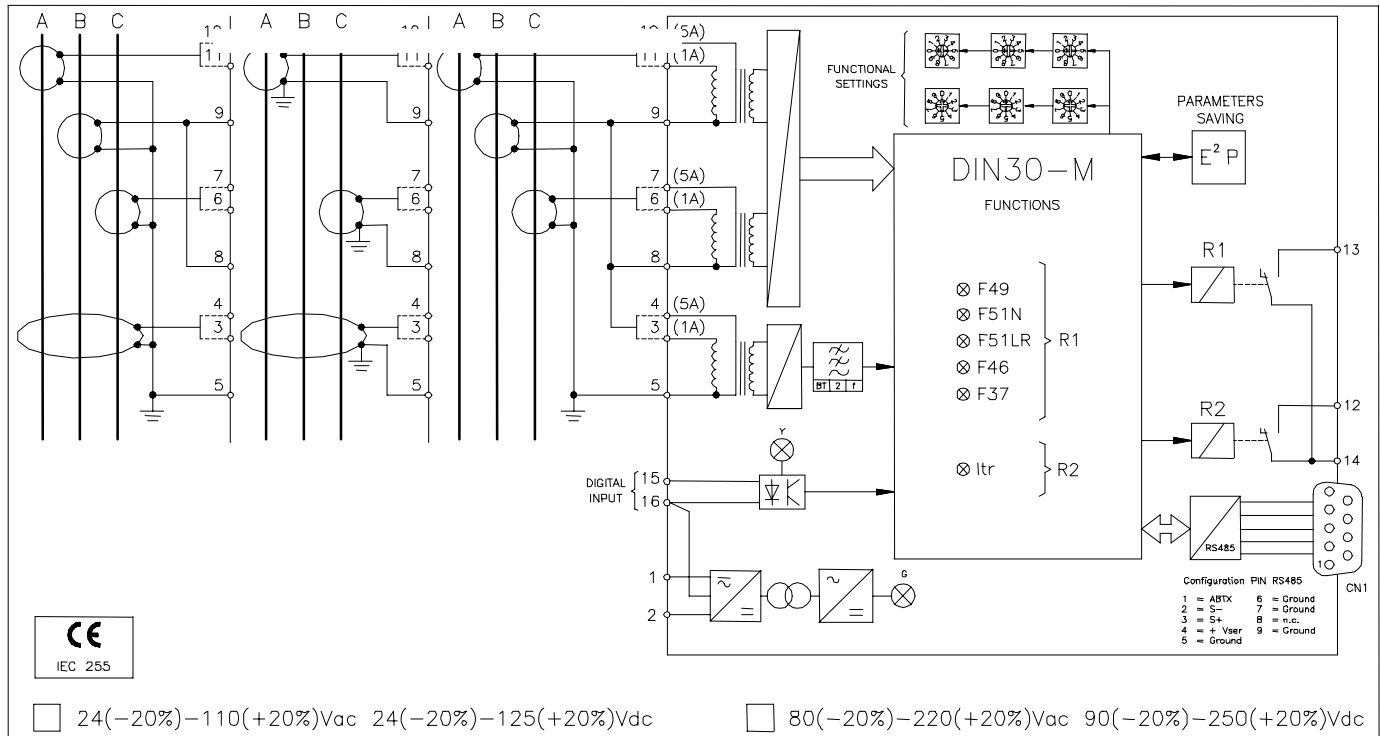 A B C A B C A B C
11 11 11 (5A)
(1A)
9 9 9
7 7 7 (5A)
6 6 6 (1A)
8 8 8
4 4 4 (5A)
3 3 3 (1A)
5 5 5
FUNCTIONAL
SETTINGS
PARAMETERS
SAVING
E² P
DIN30-M
FUNCTIONS
F49
F51N
F51LR
F46
F37
R1
Itr
R2
R1
13
R2
12
14
BT 2 f
Y
DIGITAL
INPUT
15
16
1
2
G
RS485
1
CN1
Configuration PIN RS485
1 = ABTX 6 = Ground
2 = S- 7 = Ground
3 = S+ 8 = n.c.
4 = + Vser 9 = Ground
5 = Ground
CE
IEC 255
24(-20%)-110(+20%)Vac 24(-20%)-125(+20%)Vdc
80(-20%)-220(+20%)Vac 90(-20%)-250(+20%)Vdc